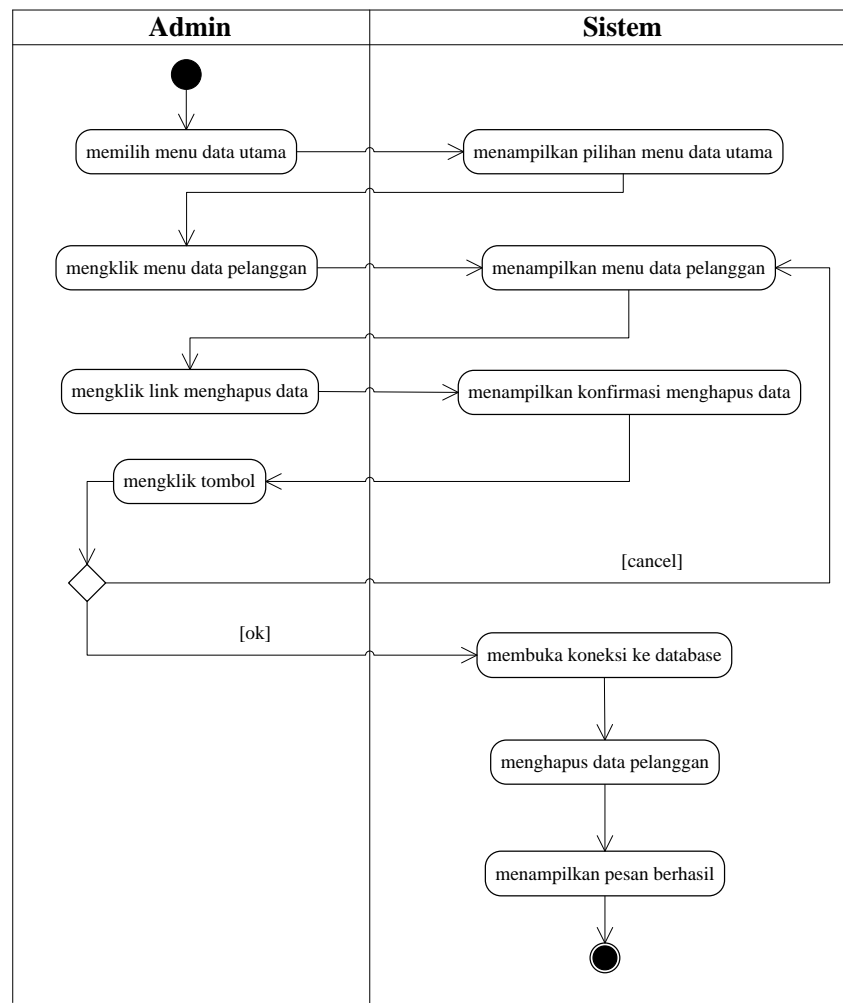 Admin
Sistem
memilih menu data utama
menampilkan pilihan menu data utama
mengklik menu data pelanggan
menampilkan menu data pelanggan
mengklik link menghapus data
menampilkan konfirmasi menghapus data
mengklik tombol
[cancel]
[ok]
membuka koneksi ke database
menghapus data pelanggan
menampilkan pesan berhasil